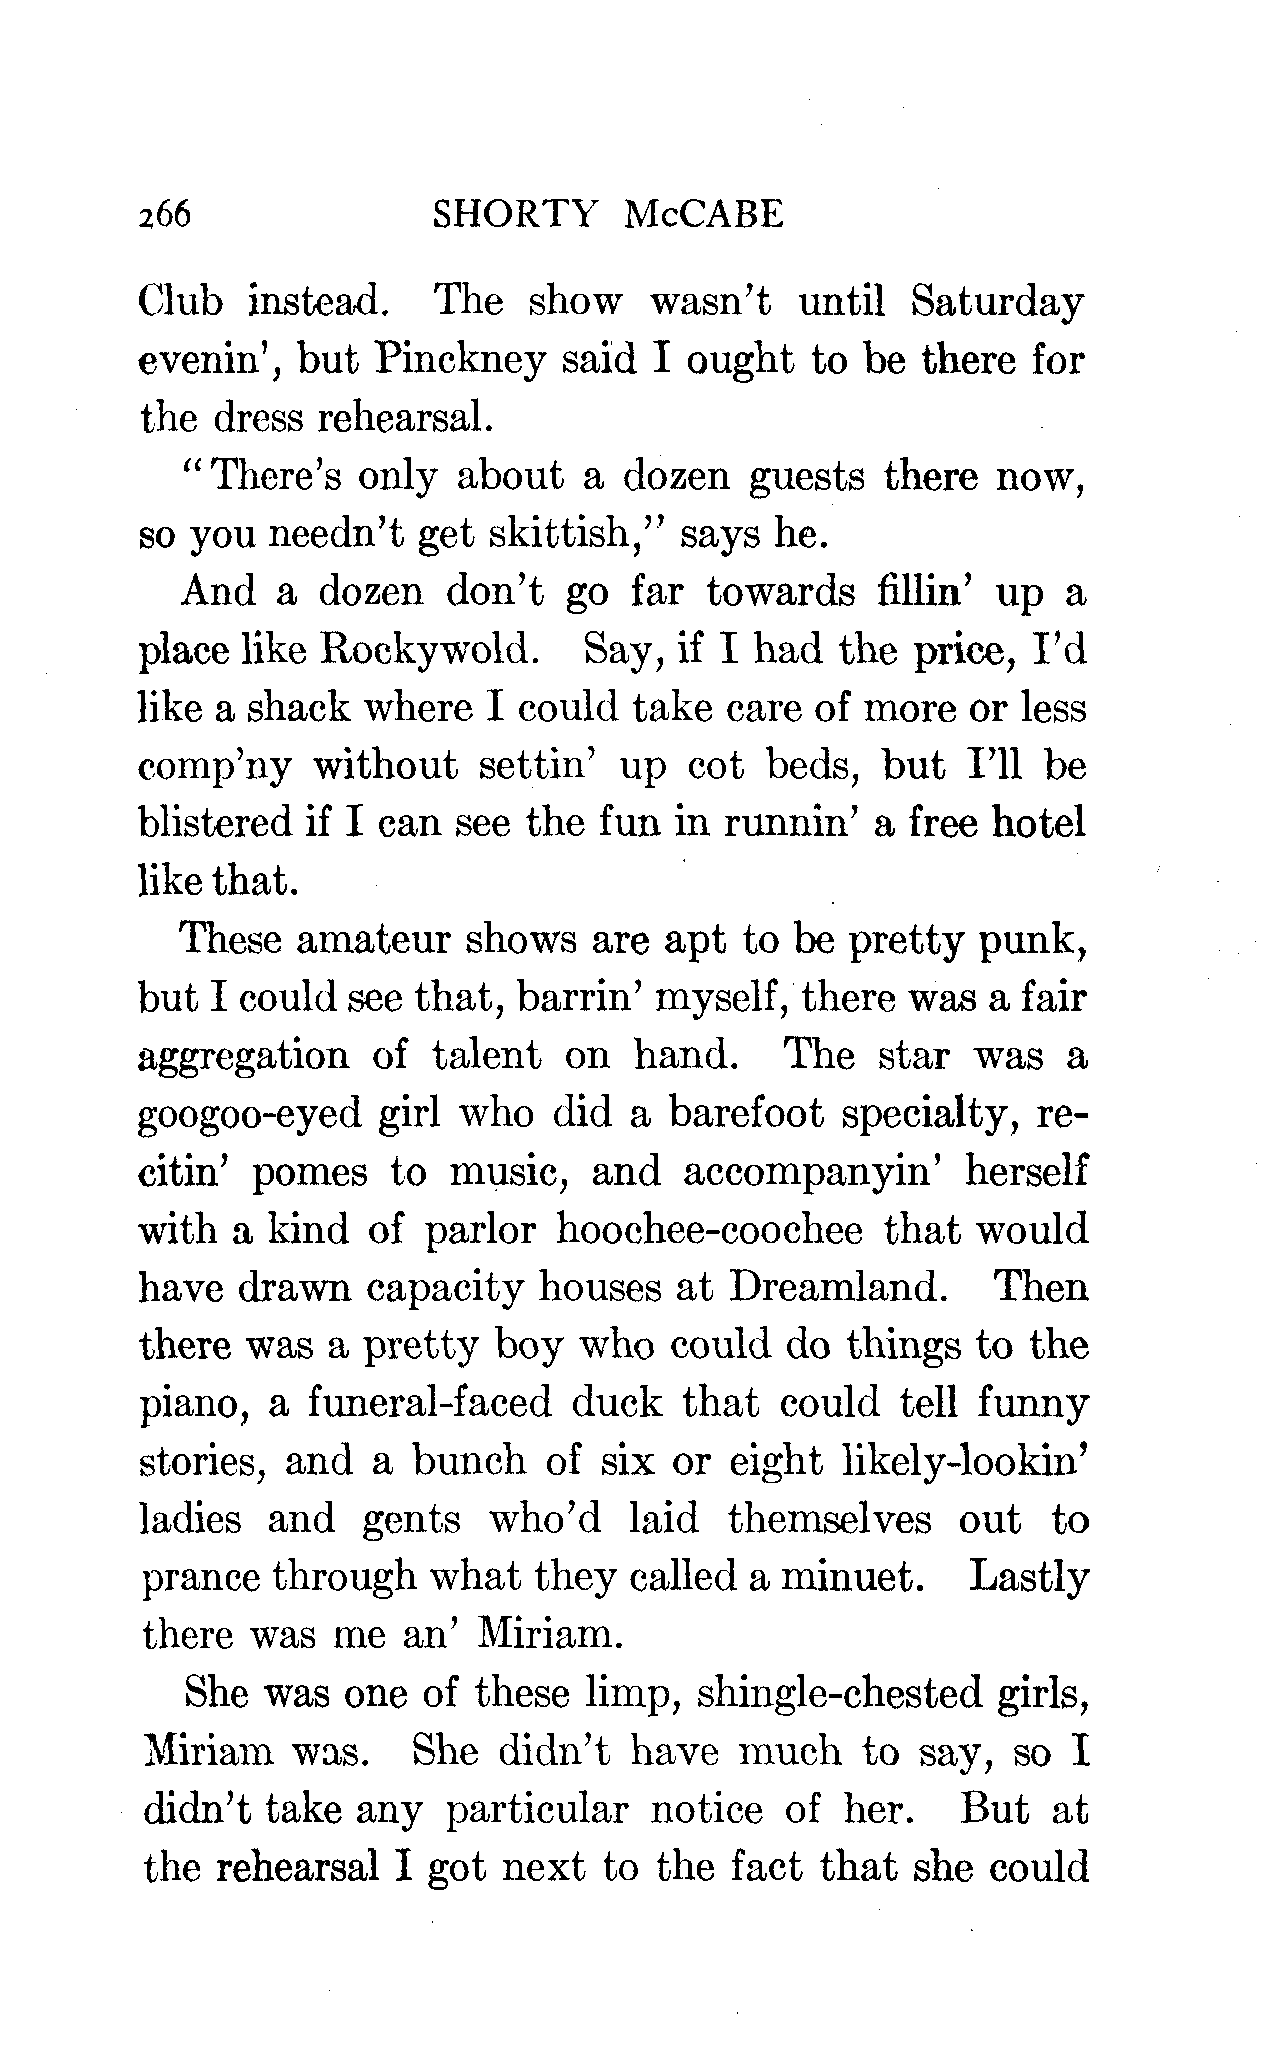 266 SHORTY McCABE
Club instead. The show wasn't until Saturday
evenin', but Pinckney said I ought to be there for
the dress rehearsal.
"There's only about a dozen guests there now,
so you needn't get skittish," says he.
And a dozen don't go far towards fillin' up a
place like Rockywold. Say, if I had the price, I'd
like a shack where I could take care of more or less
comp'ny without settin' up cot beds, but I'll be
blistered if I can see the fun in runnin' a free hotel
like that.
These amateur shows are apt to be pretty punk,
but I could see that, barrin' myself, there was a fair
aggregation of talent on hand. The star was a
googoo-eyed girl who did a barefoot specialty, re-
citin' pomes to music, and accompanyin' herself
with a kind of parlor hoochee-coochee that would
have drawn capacity houses at Dreamland. Then
there was a pretty boy who could do things to the
piano, a funeral-faced duck that could tell funny
stories, and a bunch of six or eight likely-lookin'
ladies and gents who'd laid themselves out to
prance through what they called a minuet. Lastly
there was me an' Miriam.
She was one of these limp, shingle-chested girls,
Miriam was. She didn't have much to say, so I
didn't take any particular notice of her. But at
the rehearsal I got next to the fact that she could